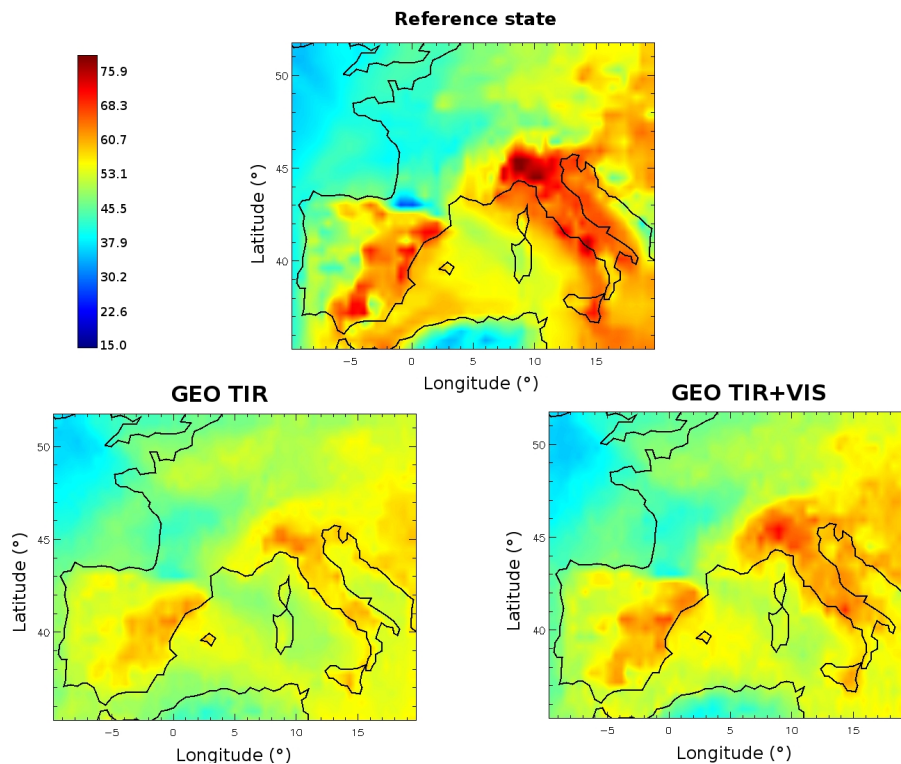 Reference state
75.9
68.3
60.7
53.1
45.5
37.9
30.2
22.6
15.0
Latitude (°)
50
45
40
−5 0 5 10 15
Longitude (°)
GEO TIR
Latitude (°)
50
45
40
−5 0 5 10 15
Longitude (°)
GEO TIR+VIS
Latitude (°)
50
45
40
−5 0 5 10 15
Longitude (°)